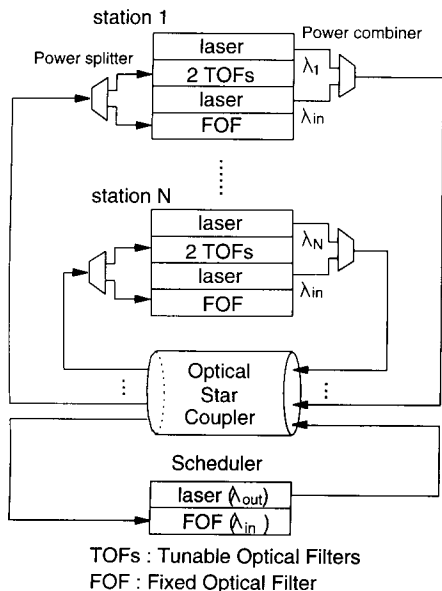 station 1
Power splitter
Power combiner
laser
2 TOFs
laser
FOF
λ1
λin
station N
laser
2 TOFs
laser
FOF
λN
λin
Optical
Star
Coupler
Scheduler
laser (λout)
FOF (λin)
TOFs : Tunable Optical Filters
FOF : Fixed Optical Filter